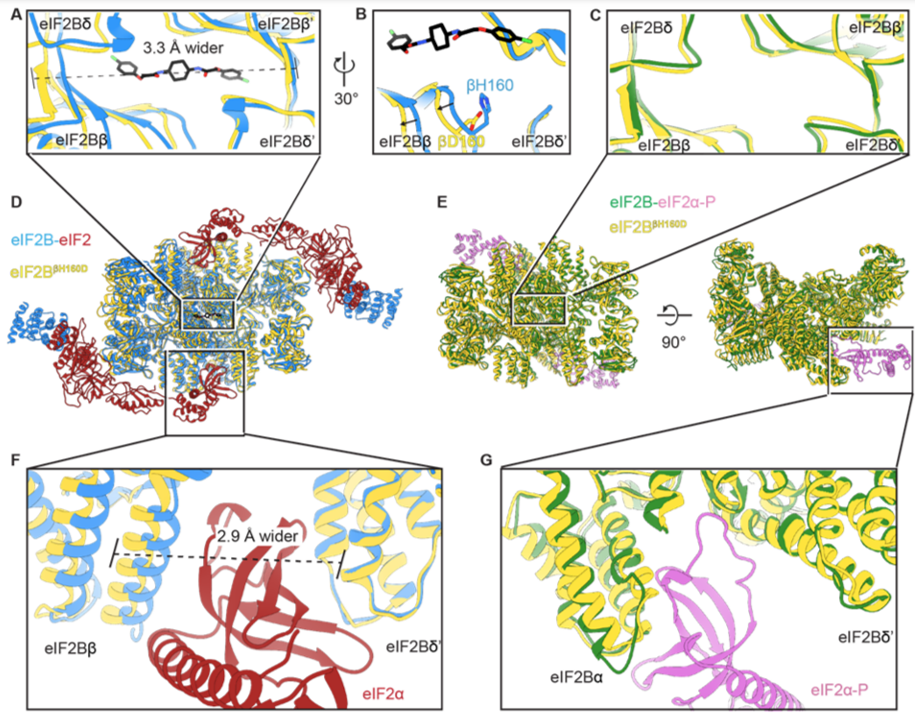 A
eIF2Bδ
eIF2Bβ'
3.3 Å wider
eIF2Bβ
eIF2Bδ'
30°
B
βH160
eIF2Bβ
βD160
eIF2Bδ'
C
eIF2Bδ
eIF2Bβ'
eIF2Bβ
eIF2Bδ'
D
eIF2B-eIF2
eIF2BβH160D
E
eIF2B-eIF2α-P
eIF2BβH160D
90°
F
2.9 Å wider
eIF2Bβ
eIF2Bδ'
eIF2α
G
eIF2Bα
eIF2Bδ'
eIF2α-P